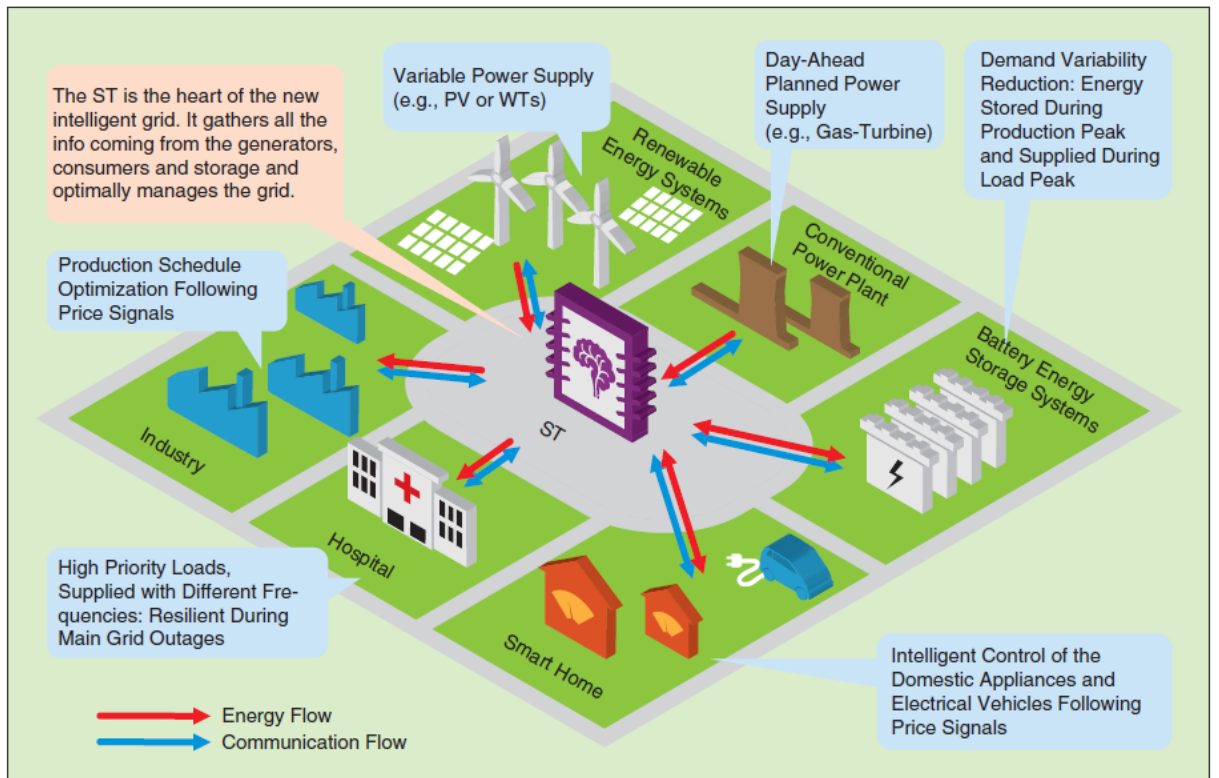 The ST is the heart of the new
intelligent grid. It gathers all the
info coming from the generators,
consumers and storage and
optimally manages the grid.
Variable Power Supply
(e.g., PV or WTs)
Day-Ahead
Planned Power
Supply
(e.g., Gas-Turbine)
Demand Variability
Reduction: Energy
Stored During
Production Peak
and Supplied During
Load Peak
Renewable
Energy Systems
Conventional
Power Plant
Battery Energy
Storage Systems
Production Schedule
Optimization Following
Price Signals
ST
Industry
Hospital
Smart Home
High Priority Loads,
Supplied with Different Fre-
quencies: Resilient During
Main Grid Outages
Intelligent Control of the
Domestic Appliances and
Electrical Vehicles Following
Price Signals
Energy Flow
Communication Flow